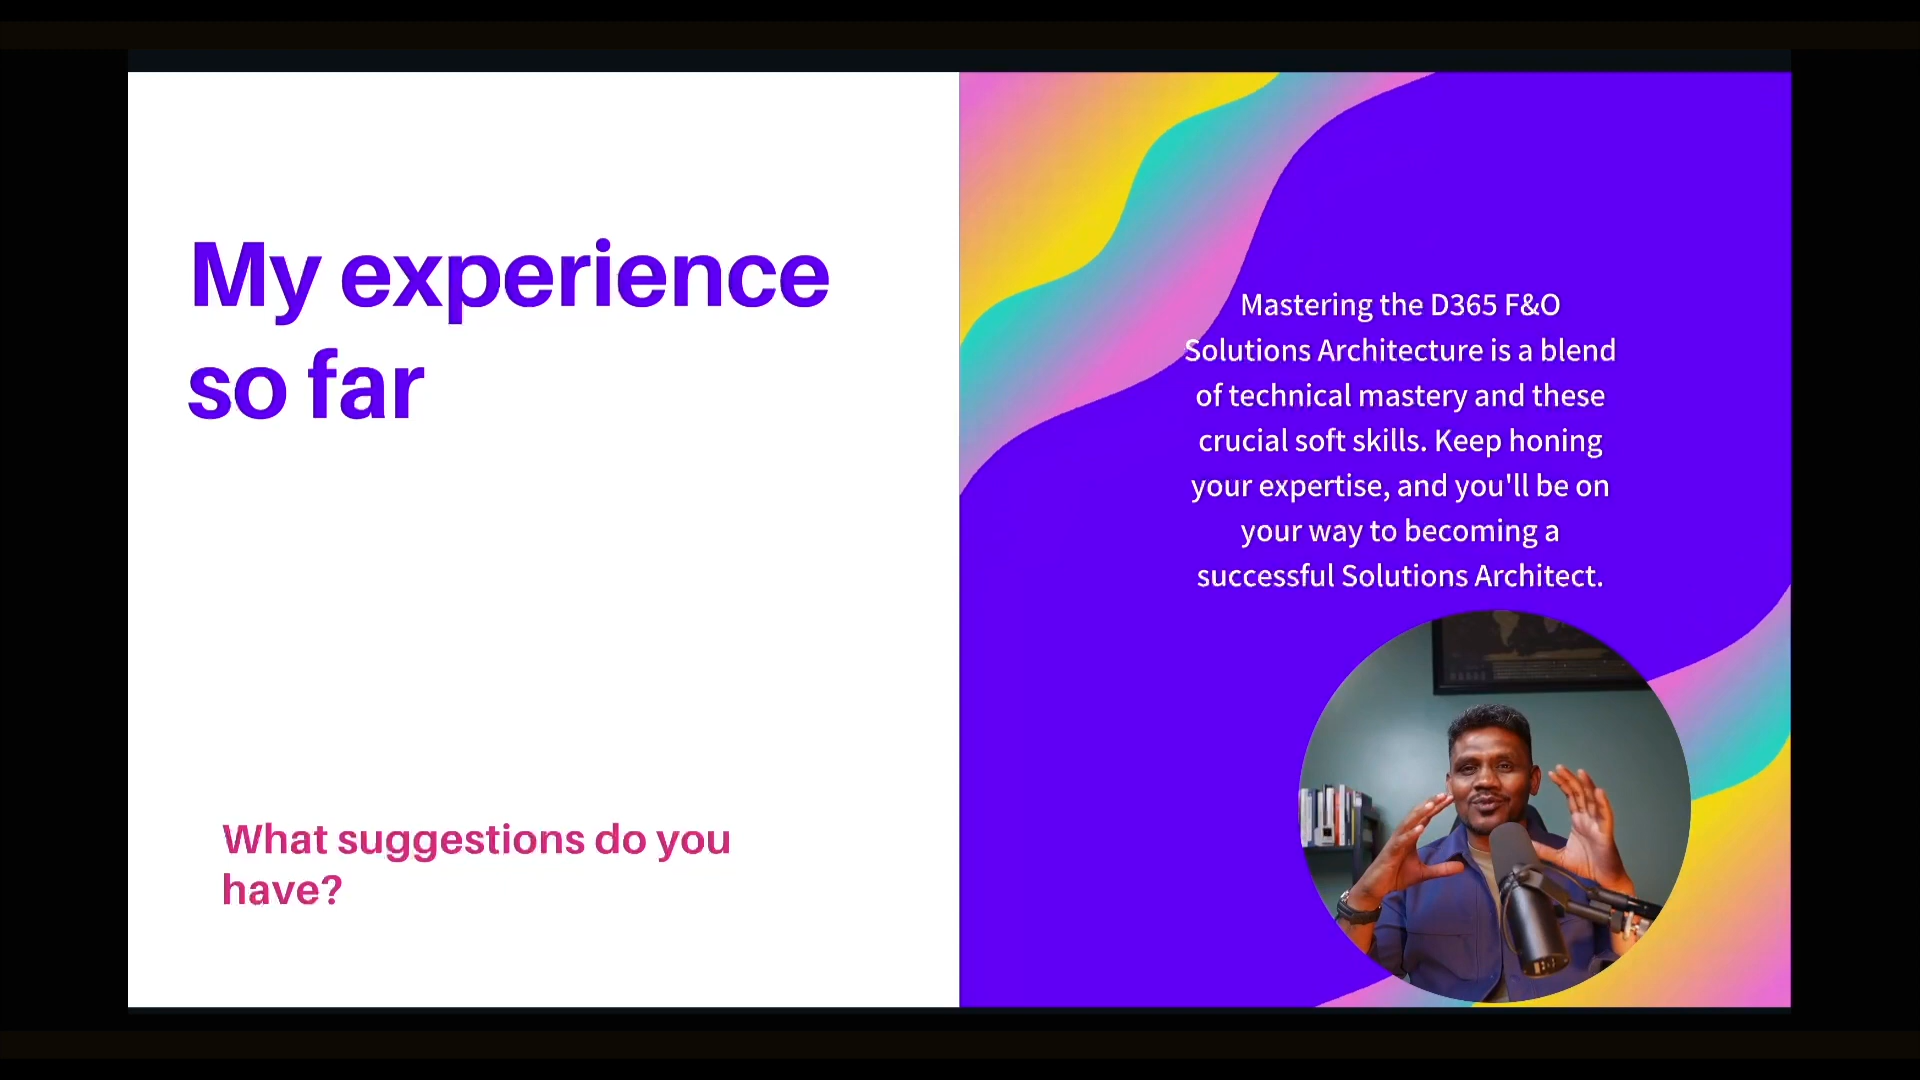 My experience
so far
What suggestions do you
have?
Mastering the D365 F&O
Solutions Architecture is a blend
of technical mastery and these
crucial soft skills. Keep honing
your expertise, and you'll be on
your way to becoming a
successful Solutions Architect.